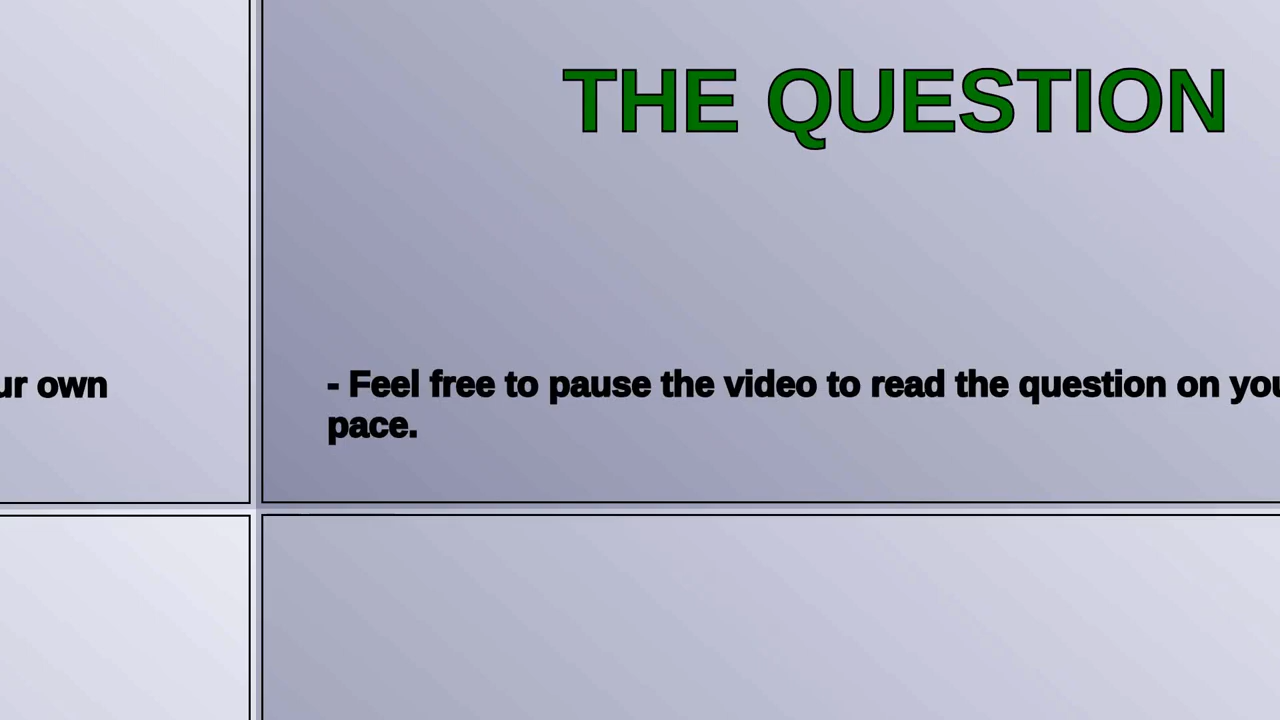 THE QUESTION
ur own
- Feel free to pause the video to read the question on you
pace.